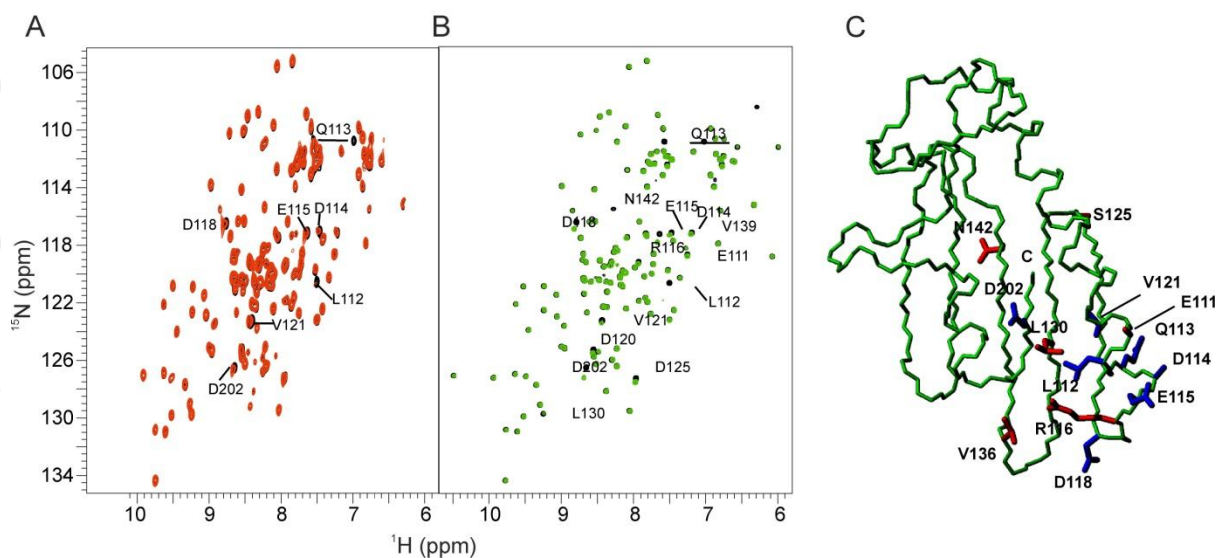 A
B
C
106
110
114
118
122
126
130
134
¹⁵N (ppm)
Q113
E115
D114
D118
L112
V121
D202
10
9
8
7
6
Q113
N142
D118
E115
D114
V139
R116
E111
L112
V121
D120
D202
D125
L130
10
9
8
7
6
¹H (ppm)
S125
N142
C
D202
L130
V121
E111
Q113
D114
L112
E115
R116
V136
D118